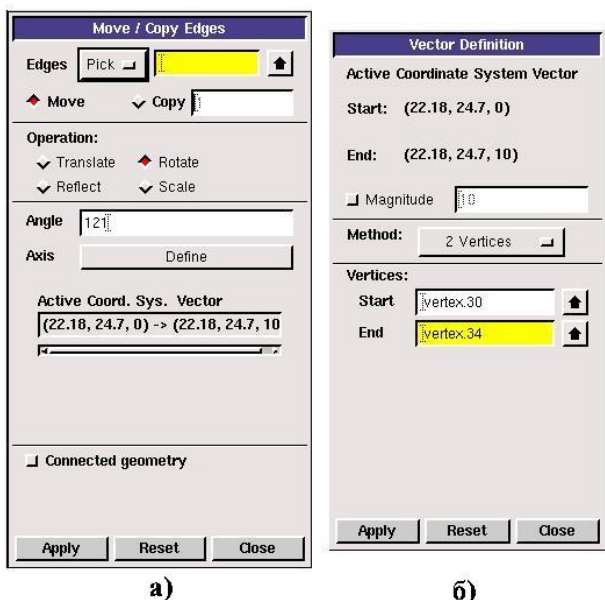 Move / Copy Edges
Edges Pick
Move Copy 1
Operation:
Translate Rotate
Reflect Scale
Angle 121
Axis Define
Active Coord. Sys. Vector
(22.18, 24.7, 0) -> (22.18, 24.7, 10
Connected geometry
Apply Reset Close
а)
Vector Definition
Active Coordinate System Vector
Start: (22.18, 24.7, 0)
End: (22.18, 24.7, 10)
Magnitude 10
Method: 2 Vertices
Vertices:
Start vertex.30
End vertex.34
Apply Reset Close
б)